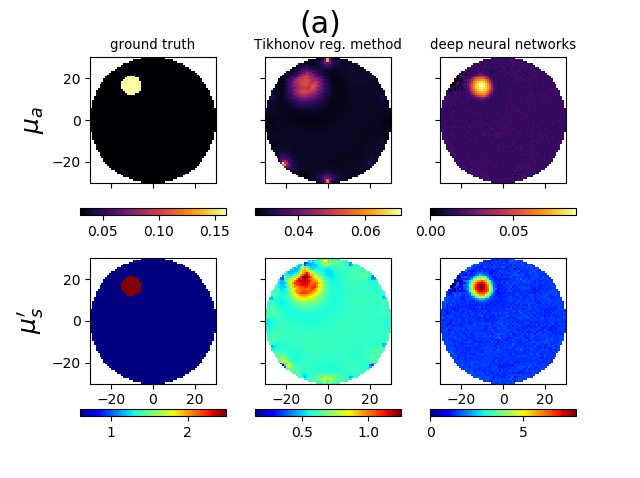 (a)
ground truth Tikhonov reg. method deep neural networks
μₐ
20
0
−20
0.05 0.10 0.15 0.04 0.06 0.00 0.05
μ′ₛ
20
0
−20
−20 0 20 −20 0 20 −20 0 20
1 2 0.5 1.0 0 5